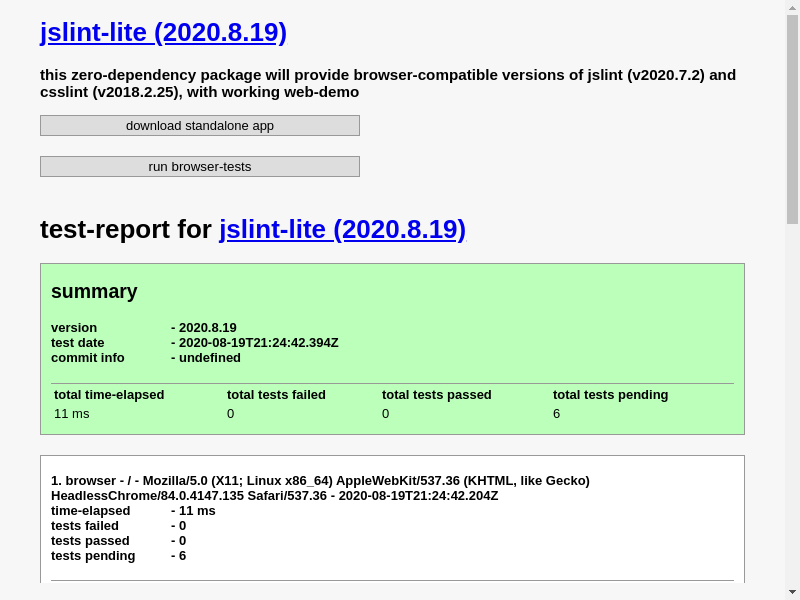 jslint-lite (2020.8.19)
this zero-dependency package will provide browser-compatible versions of jslint (v2020.7.2) and
csslint (v2018.2.25), with working web-demo
download standalone app
run browser-tests
test-report for jslint-lite (2020.8.19)
summary
version - 2020.8.19
test date - 2020-08-19T21:24:42.394Z
commit info - undefined
total time-elapsed total tests failed total tests passed total tests pending
11 ms 0 0 6
1. browser - / - Mozilla/5.0 (X11; Linux x86_64) AppleWebKit/537.36 (KHTML, like Gecko)
HeadlessChrome/84.0.4147.135 Safari/537.36 - 2020-08-19T21:24:42.204Z
time-elapsed - 11 ms
tests failed - 0
tests passed - 0
tests pending - 6